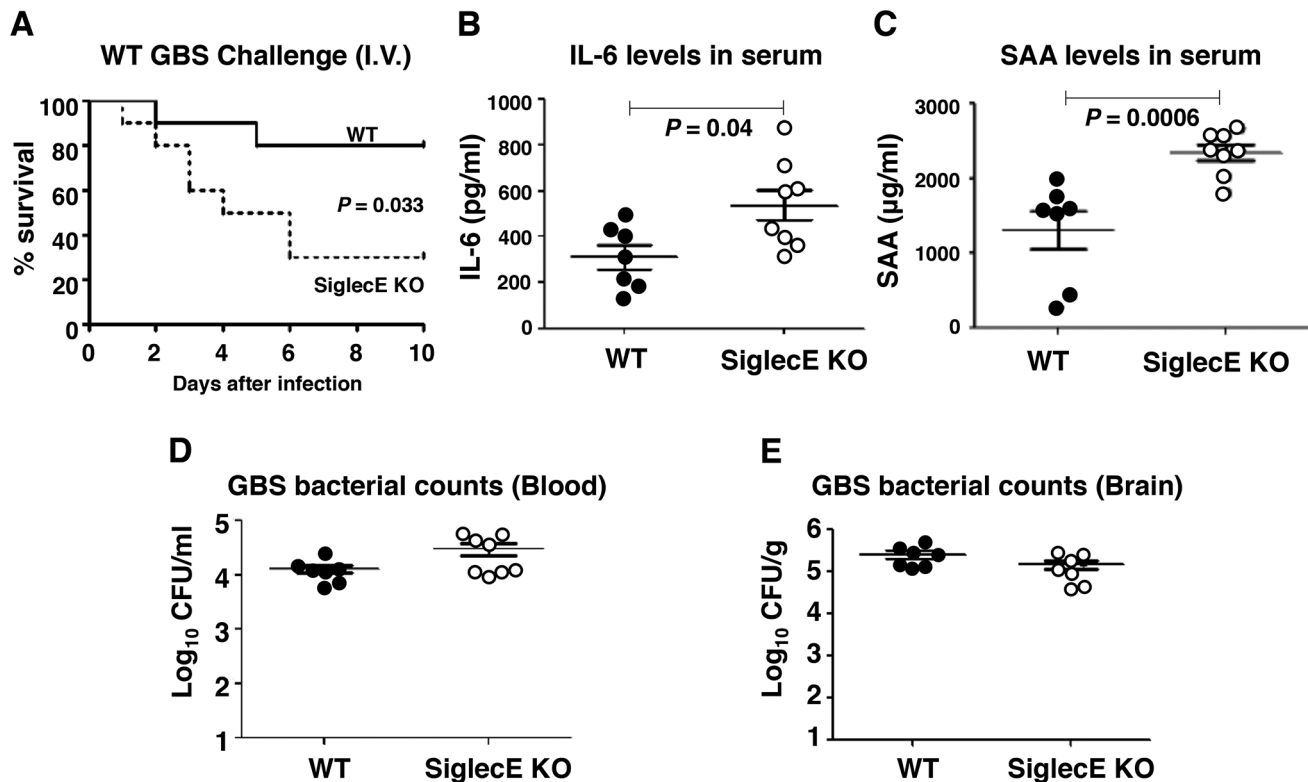 A
WT GBS Challenge (I.V.)
% survival
100
80
60
40
20
0
WT
P = 0.033
SiglecE KO
0 2 4 6 8 10
Days after infection
B
IL-6 levels in serum
IL-6 (pg/ml)
1000
800
600
400
200
0
P = 0.04
WT SiglecE KO
C
SAA levels in serum
SAA (µg/ml)
3000
2000
1000
0
P = 0.0006
WT SiglecE KO
D
GBS bacterial counts (Blood)
Log10 CFU/ml
5
4
3
2
1
WT SiglecE KO
E
GBS bacterial counts (Brain)
Log10 CFU/g
6
5
4
3
2
1
WT SiglecE KO